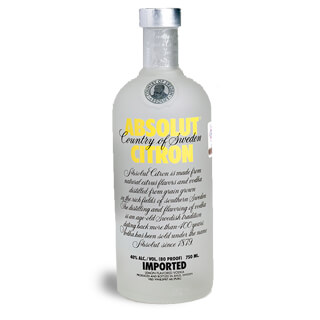 ABSOLUT
Country of Sweden
CITRON
Absolut Citron is made from
natural citrus flavors and vodka
distilled from grain grown
in the rich fields of southern Sweden.
The distilling and flavoring of vodka
is an age-old Swedish tradition
dating back more than 400 years.
Vodka has been sold under the name
Absolut since 1879.
40% ALC./VOL. (80 PROOF) 750 ML.
IMPORTED